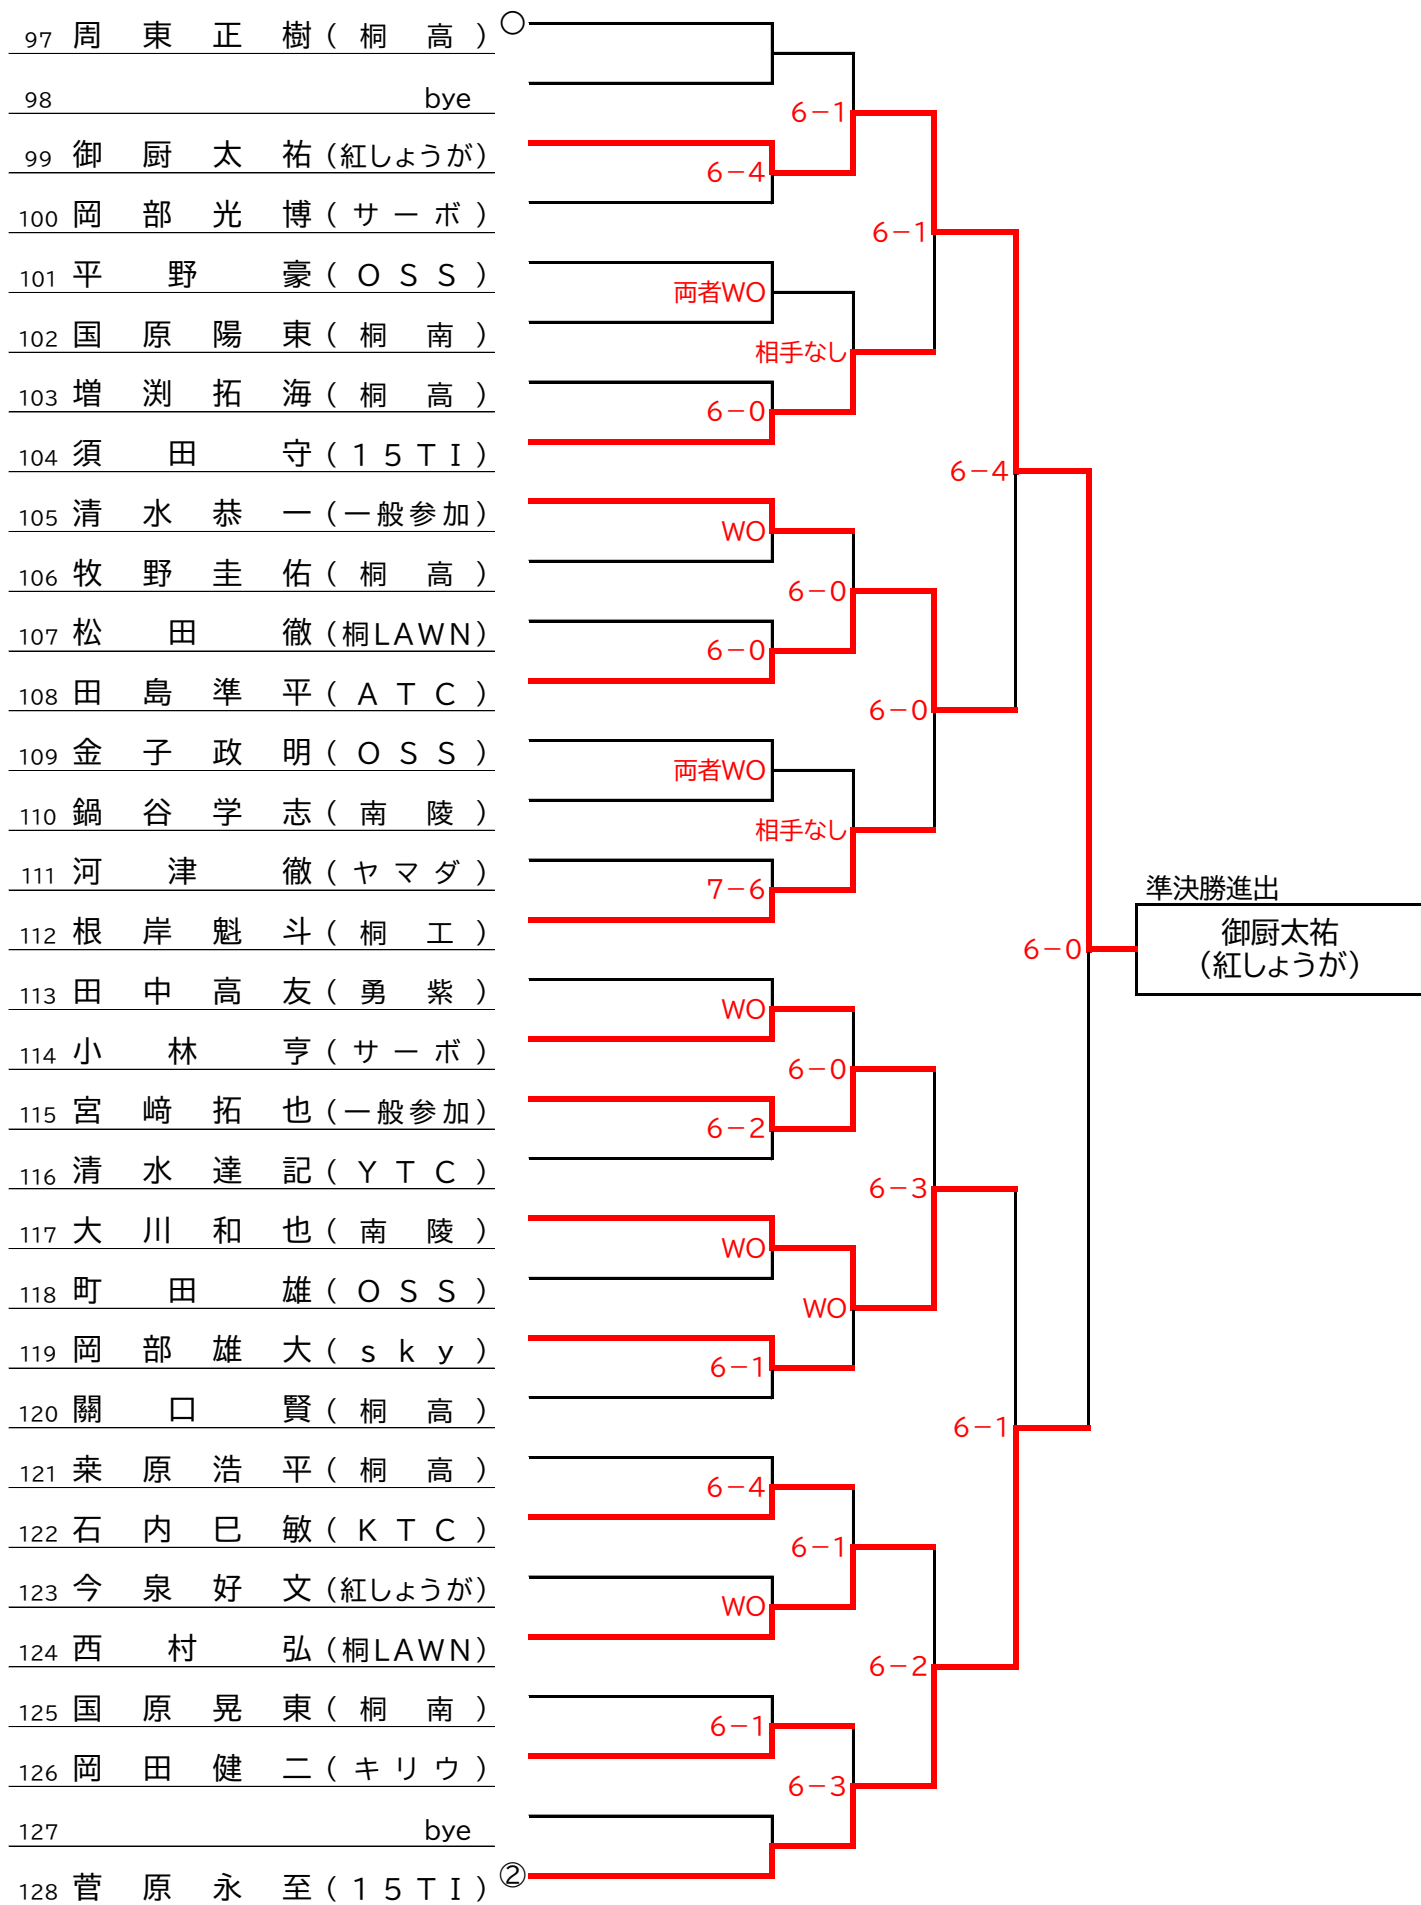 97 周東正樹(桐高) ○
98 bye
6-1
99 御厨太祐(紅しょうが)
6-4
100 岡部光博(サーボ)
6-1
101 平野豪(OSS)
両者WO
102 国原陽東(桐南)
相手なし
103 増渕拓海(桐高)
6-0
104 須田守(15TI)
6-4
105 清水恭一(一般参加)
WO
106 牧野圭佑(桐高)
6-0
107 松田徹(桐LAWN)
6-0
108 田島準平(ATC)
6-0
109 金子政明(OSS)
両者WO
110 鍋谷学志(南陵)
相手なし
111 河津徹(ヤマダ)
7-6
準決勝進出
112 根岸魁斗(桐工)
御厨太祐
(紅しょうが)
6-0
113 田中高友(勇紫)
WO
114 小林亨(サーボ)
6-0
115 宮﨑拓也(一般参加)
6-2
116 清水達記(YTC)
6-3
117 大川和也(南陵)
WO
118 町田雄(OSS)
WO
119 岡部雄大(sky)
6-1
120 關口賢(桐高)
6-1
121 桒原浩平(桐高)
6-4
122 石内巳敏(KTC)
6-1
123 今泉好文(紅しょうが)
WO
124 西村弘(桐LAWN)
6-2
125 国原晃東(桐南)
6-1
126 岡田健二(キリウ)
6-3
127 bye
128 菅原永至(15TI) ②